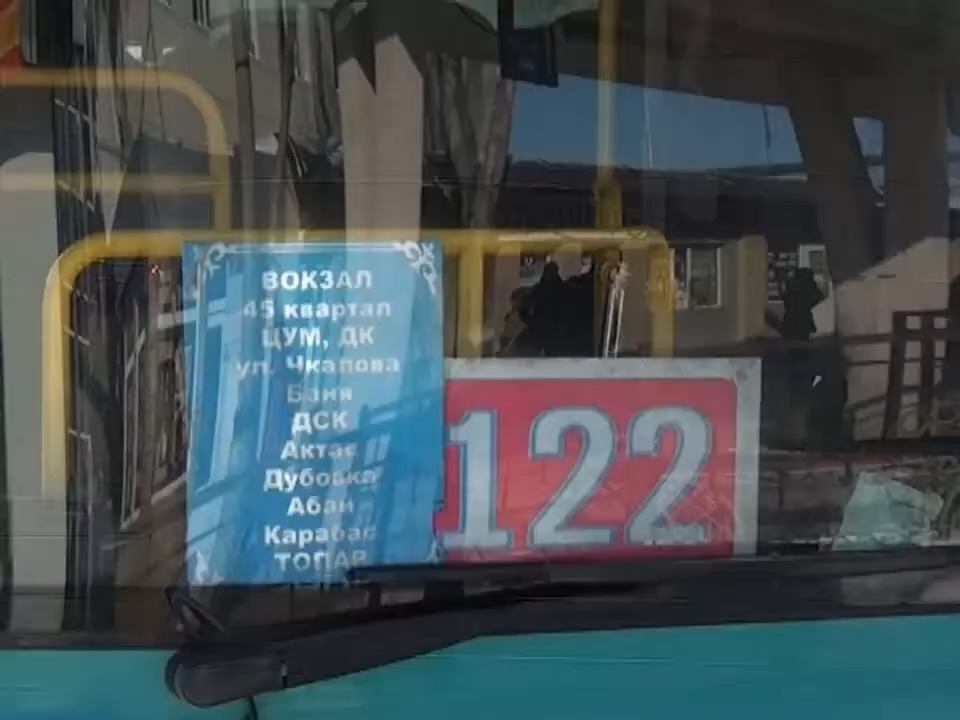 ВОКЗАЛ
45 квартал
ЦУМ, ДК
ул. Чкалова
Баня
ДСК
Актас
Дубовка
Абай
Карабас
ТОПАР
122